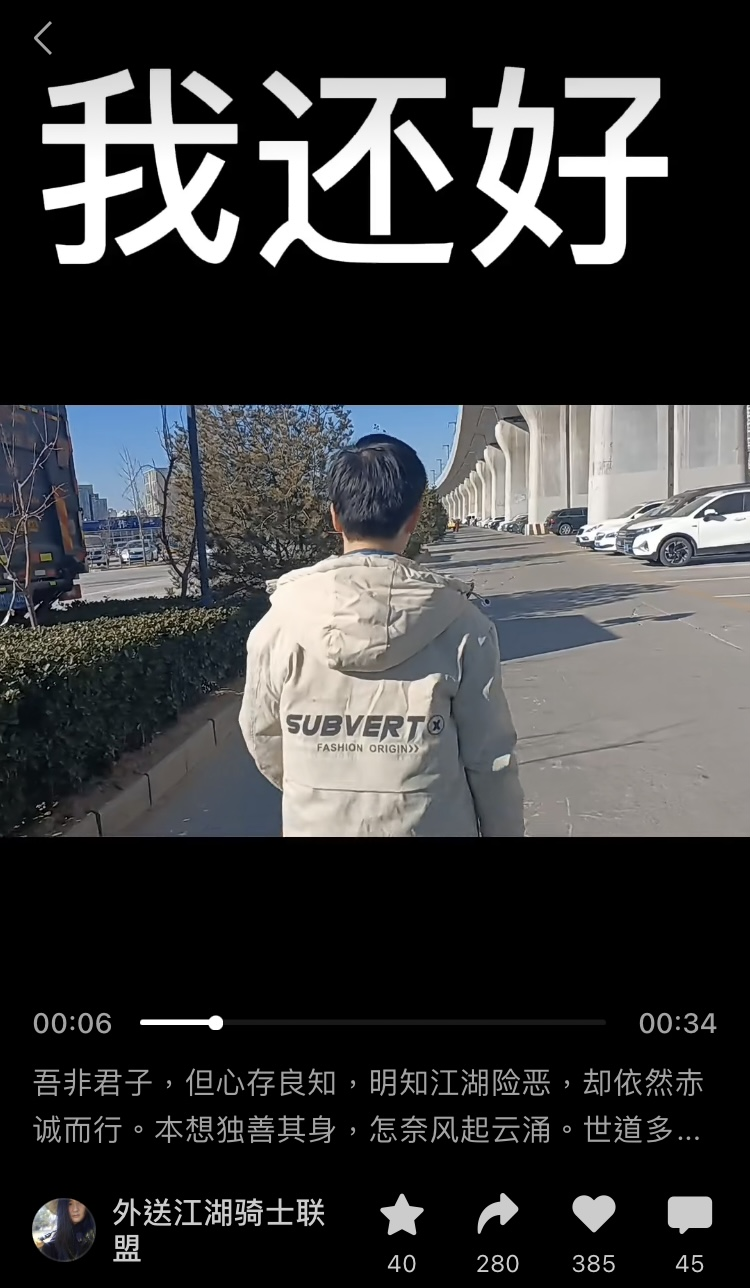 我还好
SUBVERT
FASHION ORIGIN
00:06
00:34
吾非君子，但心存良知，明知江湖险恶，却依然赤
诚而行。本想独善其身，怎奈风起云涌。世道多...
外送江湖骑士联
盟
40
280
385
45